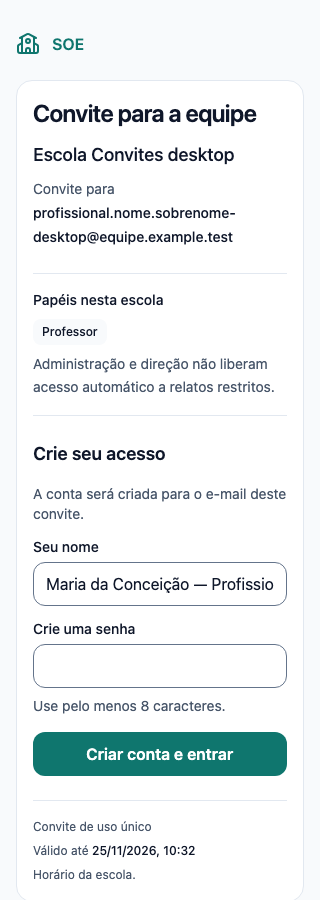 SOE
Convite para a equipe
Escola Convites desktop
Convite para
profissional.nome.sobrenome-
desktop@equipe.example.test
Papéis nesta escola
Professor
Administração e direção não liberam
acesso automático a relatos restritos.
Crie seu acesso
A conta será criada para o e-mail deste
convite.
Seu nome
Maria da Conceição — Profissio
Crie uma senha
Use pelo menos 8 caracteres.
Criar conta e entrar
Convite de uso único
Válido até 25/11/2026, 10:32
Horário da escola.